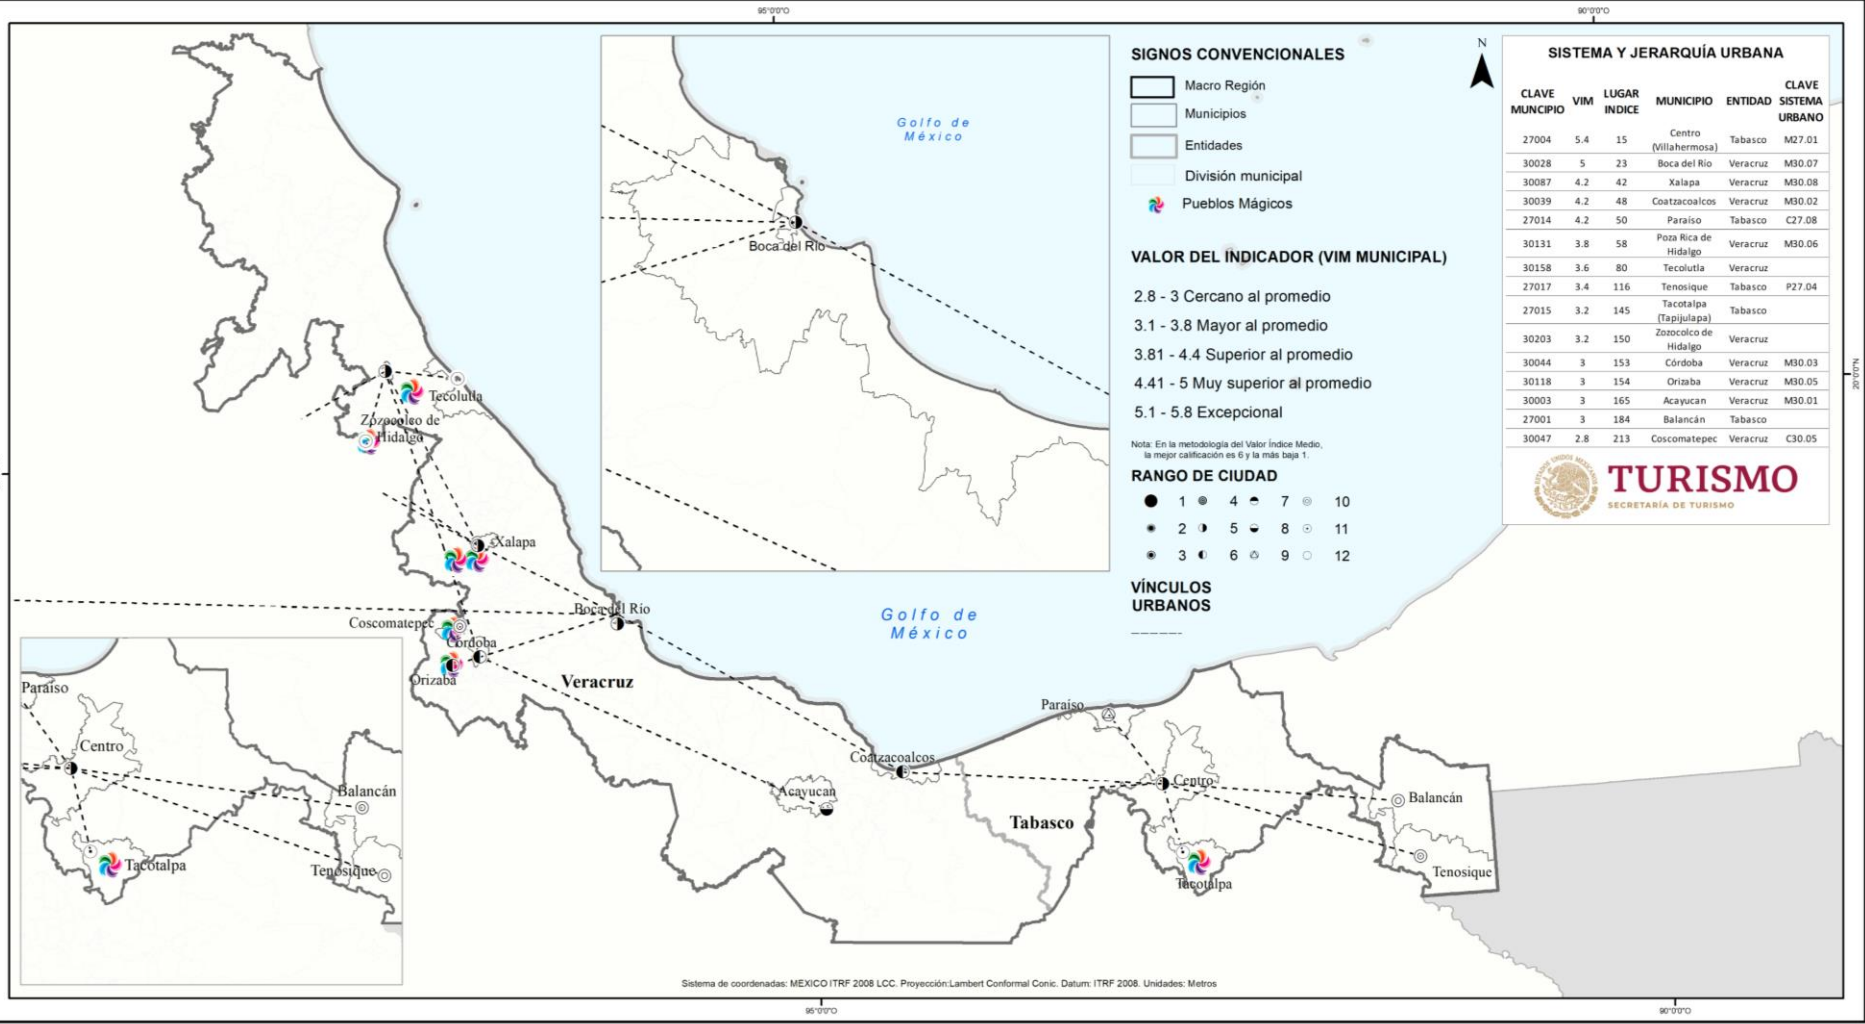 95°0'0"O
90°0'0"O
Golfo de
México
Boca del Río
SIGNOS CONVENCIONALES
Macro Región
Municipios
Entidades
División municipal
Pueblos Mágicos
VALOR DEL INDICADOR (VIM MUNICIPAL)
2.8 - 3 Cercano al promedio
3.1 - 3.8 Mayor al promedio
3.81 - 4.4 Superior al promedio
4.41 - 5 Muy superior al promedio
5.1 - 5.8 Excepcional
Nota: En la metodología del Valor Índice Medio,
la mejor calificación es 6 y la más baja 1.
RANGO DE CIUDAD
1 4 7 10
2 5 8 11
3 6 9 12
VÍNCULOS
URBANOS
N
SISTEMA Y JERARQUÍA URBANA
CLAVE MUNCIPIO VIM LUGAR INDICE MUNICIPIO ENTIDAD CLAVE SISTEMA URBANO
27004 5.4 15 Centro (Villahermosa) Tabasco M27.01
30028 5 23 Boca del Río Veracruz M30.07
30087 4.2 42 Xalapa Veracruz M30.08
30039 4.2 48 Coatzacoalcos Veracruz M30.02
27014 4.2 50 Paraíso Tabasco C27.08
30131 3.8 58 Poza Rica de Hidalgo Veracruz M30.06
30158 3.6 80 Tecolutla Veracruz
27017 3.4 116 Tenosique Tabasco P27.04
27015 3.2 145 Tacotalpa (Tapijulapa) Tabasco
30203 3.2 150 Zozocolco de Hidalgo Veracruz
30044 3 153 Córdoba Veracruz M30.03
30118 3 154 Orizaba Veracruz M30.05
30003 3 165 Acayucan Veracruz M30.01
27001 3 184 Balancán Tabasco
30047 2.8 213 Coscomatepec Veracruz C30.05
ESTADOS UNIDOS MEXICANOS
TURISMO
SECRETARÍA DE TURISMO
20°0'0"N
Tecolutla
Zozocolco de
Hidalgo
Xalapa
Boca del Río
Coscomatepec
Córdoba
Orizaba
Veracruz
Golfo de
México
Paraíso
Coatzacoalcos
Acayucan
Centro
Tabasco
Balancán
Tenosique
Tacotalpa
Paraíso
Centro
Balancán
Tacotalpa
Tenosique
Sistema de coordenadas: MEXICO ITRF 2008 LCC. Proyección:Lambert Conformal Conic. Datum: ITRF 2008. Unidades: Metros
95°0'0"O
90°0'0"O